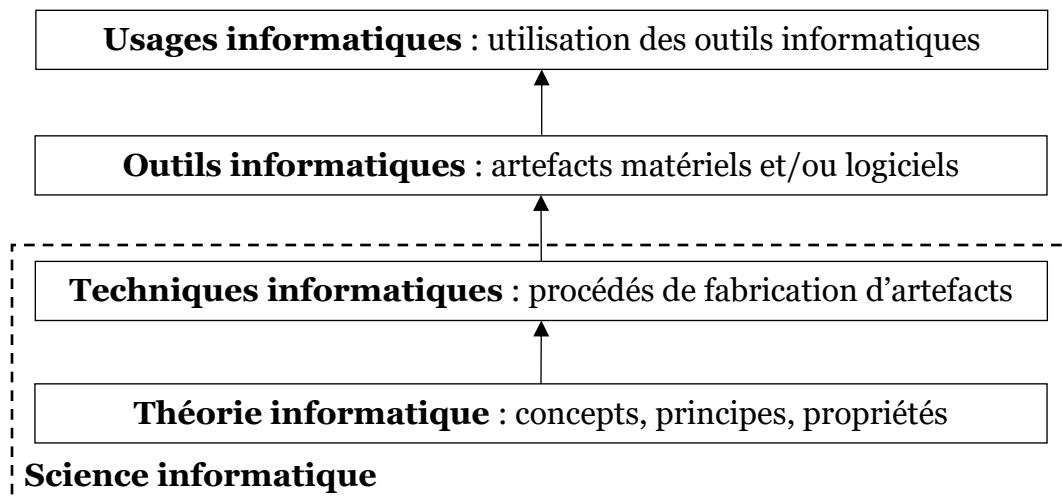 Usages informatiques : utilisation des outils informatiques
Outils informatiques : artefacts matériels et/ou logiciels
Techniques informatiques : procédés de fabrication d’artefacts
Théorie informatique : concepts, principes, propriétés
Science informatique